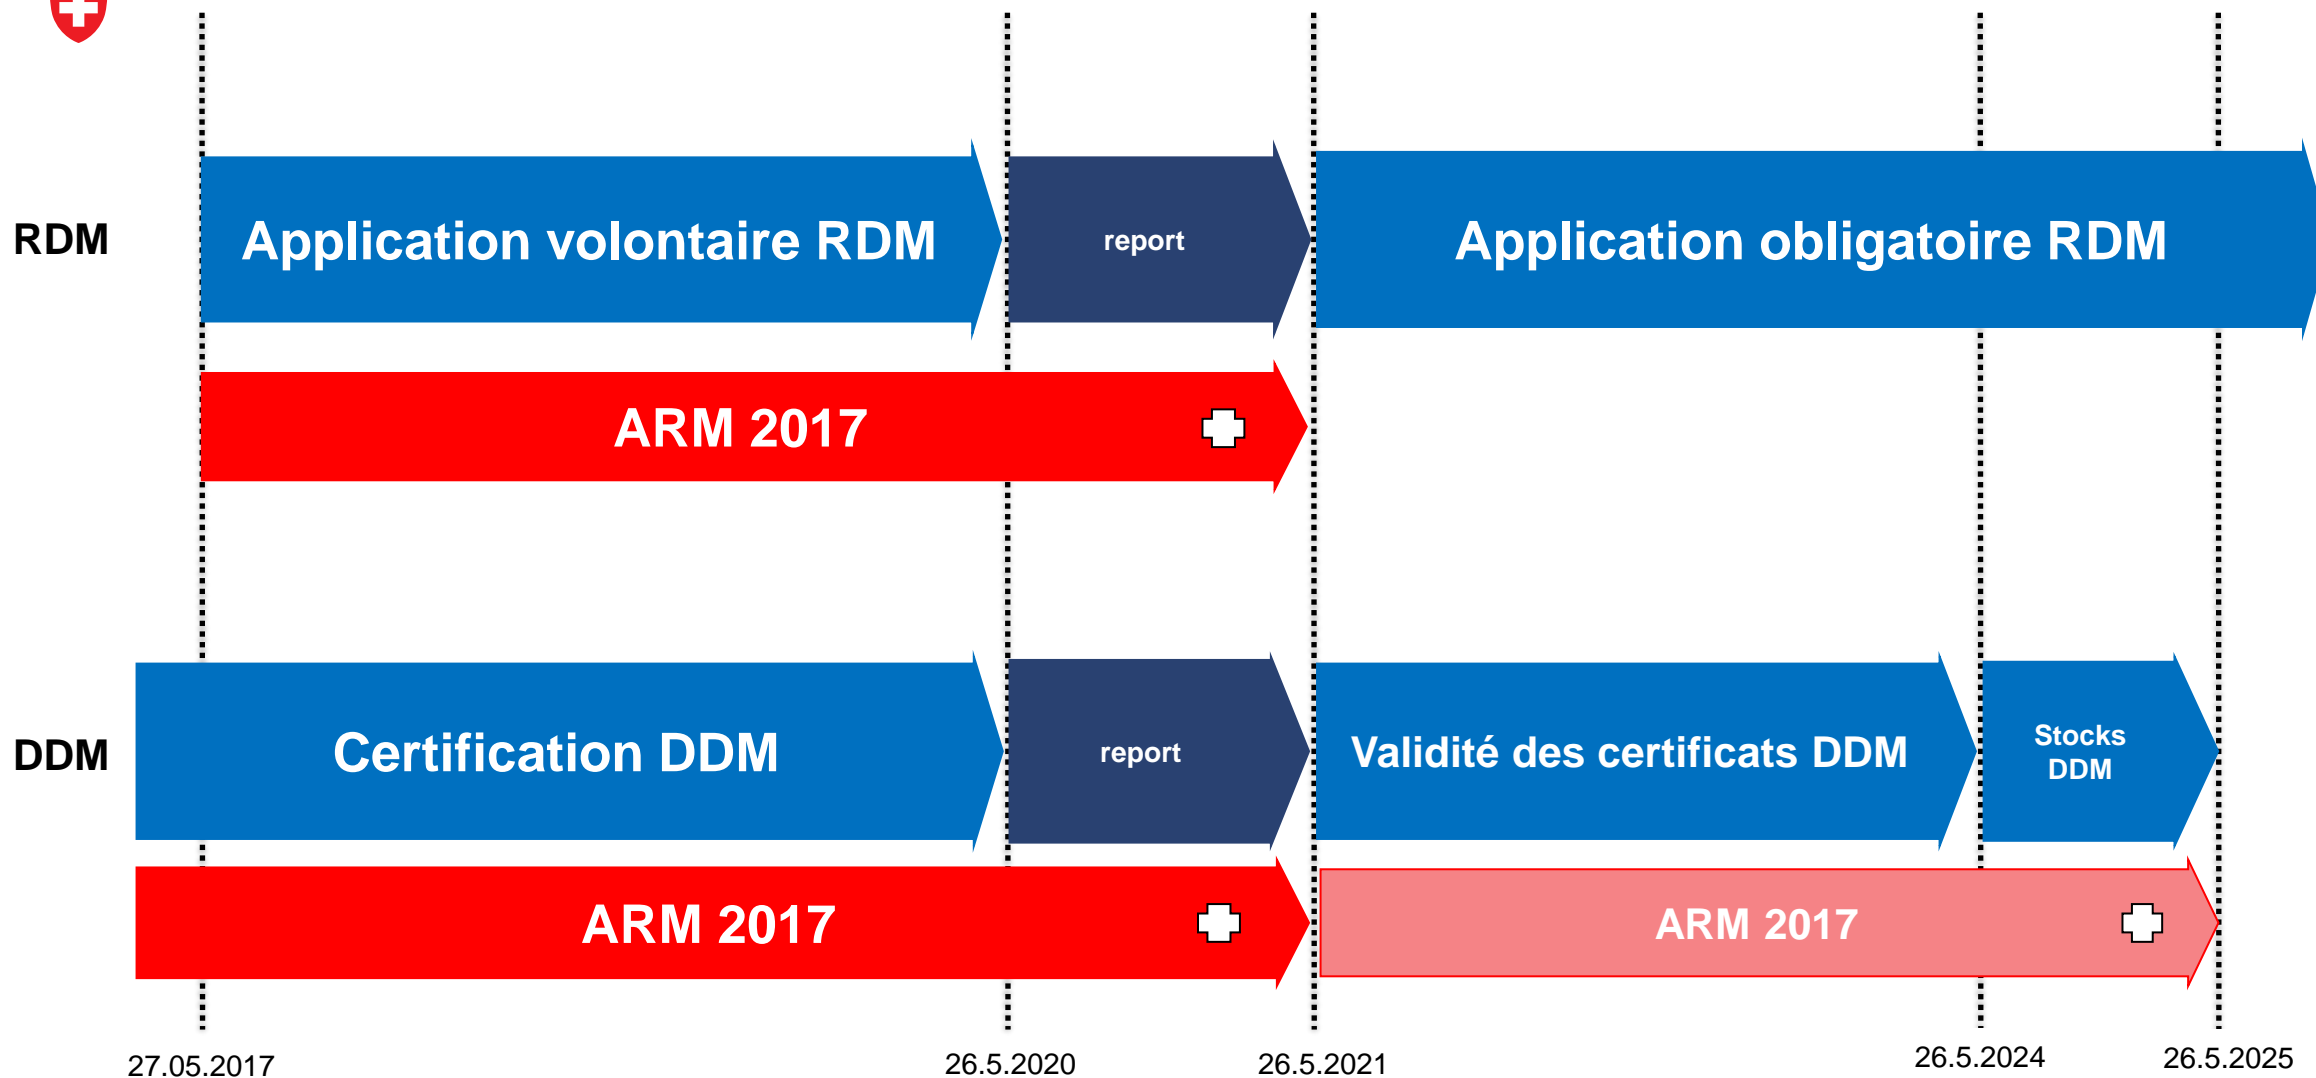 RDM
Application volontaire RDM
report
Application obligatoire RDM
ARM 2017
DDM
Certification DDM
report
Validité des certificats DDM
Stocks
DDM
ARM 2017
ARM 2017
27.05.2017
26.5.2020
26.5.2021
26.5.2024
26.5.2025